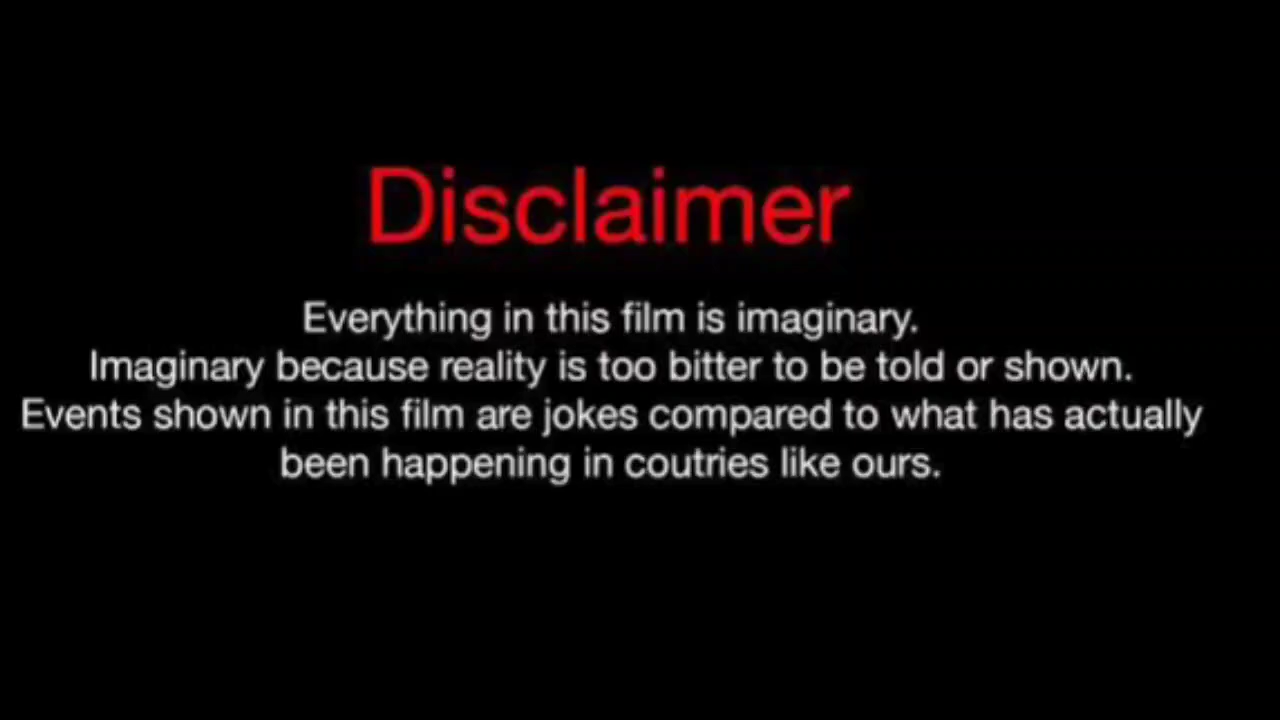 Disclaimer
Everything in this film is imaginary.
Imaginary because reality is too bitter to be told or shown.
Events shown in this film are jokes compared to what has actually
been happening in coutries like ours.